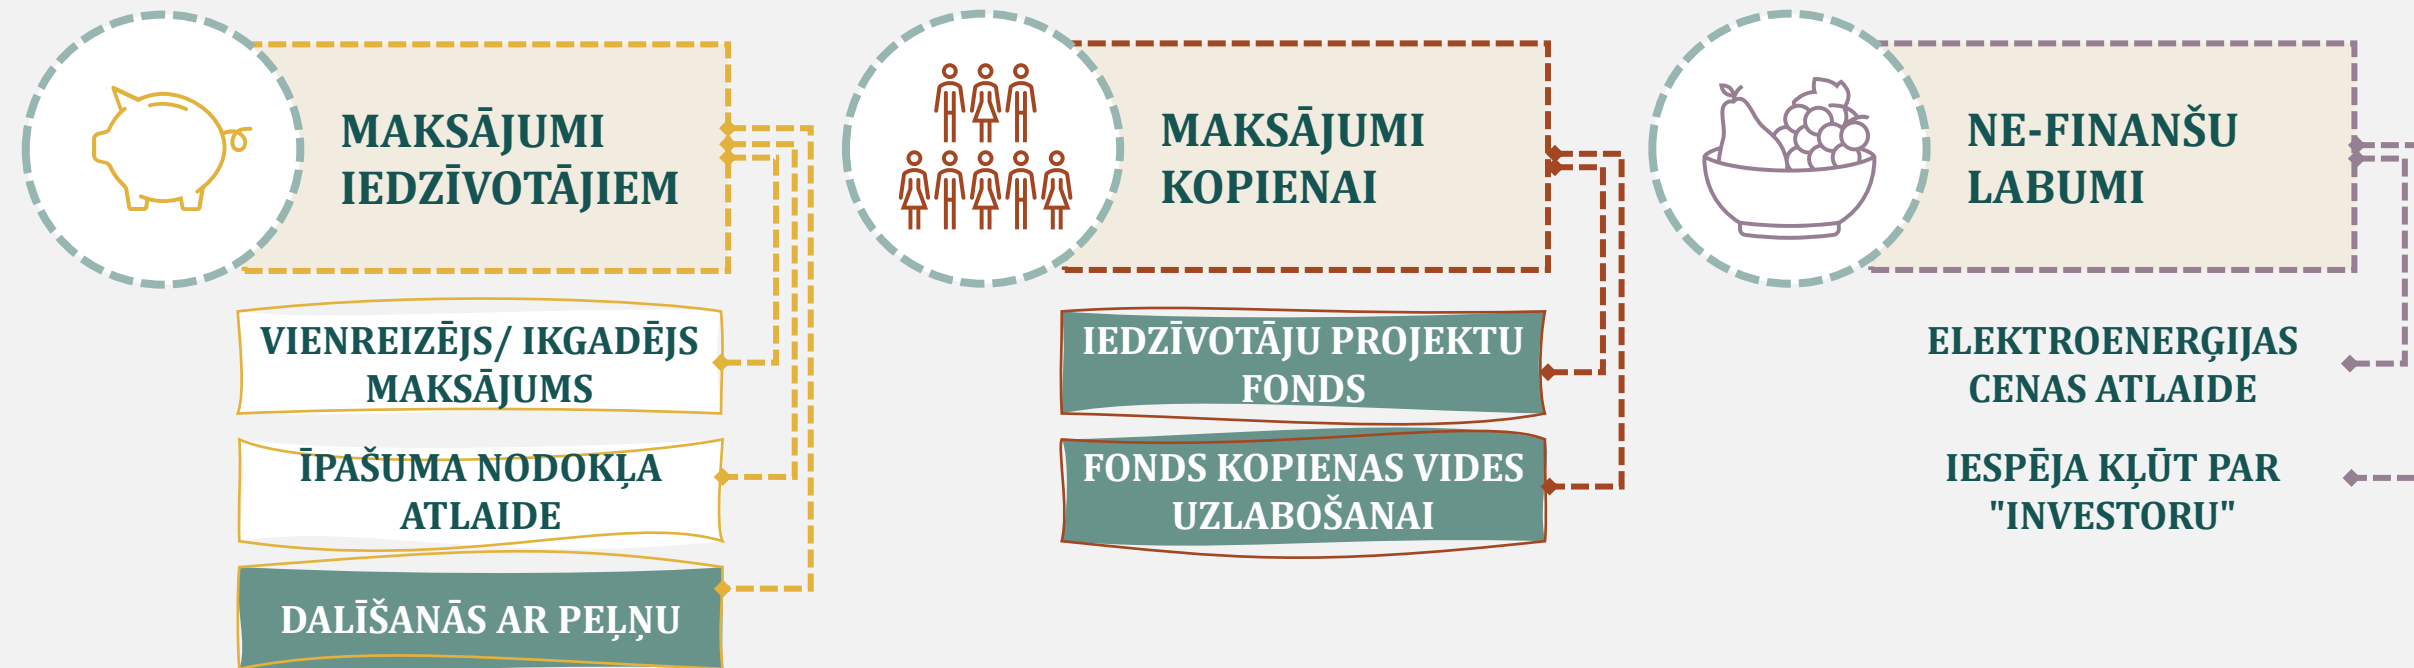 MAKSĀJUMI
IEDZĪVOTĀJIEM
VIENREIZĒJS/ IKGADĒJS
MAKSĀJUMS
ĪPAŠUMA NODOKĻA
ATLAIDE
DALĪŠANĀS AR PEĻŅU
MAKSĀJUMI
KOPIENAI
IEDZĪVOTĀJU PROJEKTU
FONDS
FONDS KOPIENAS VIDES
UZLABOŠANAI
NE-FINANŠU
LABUMI
ELEKTROENERĢIJAS
CENAS ATLAIDE
IESPĒJA KĻŪT PAR
"INVESTORU"